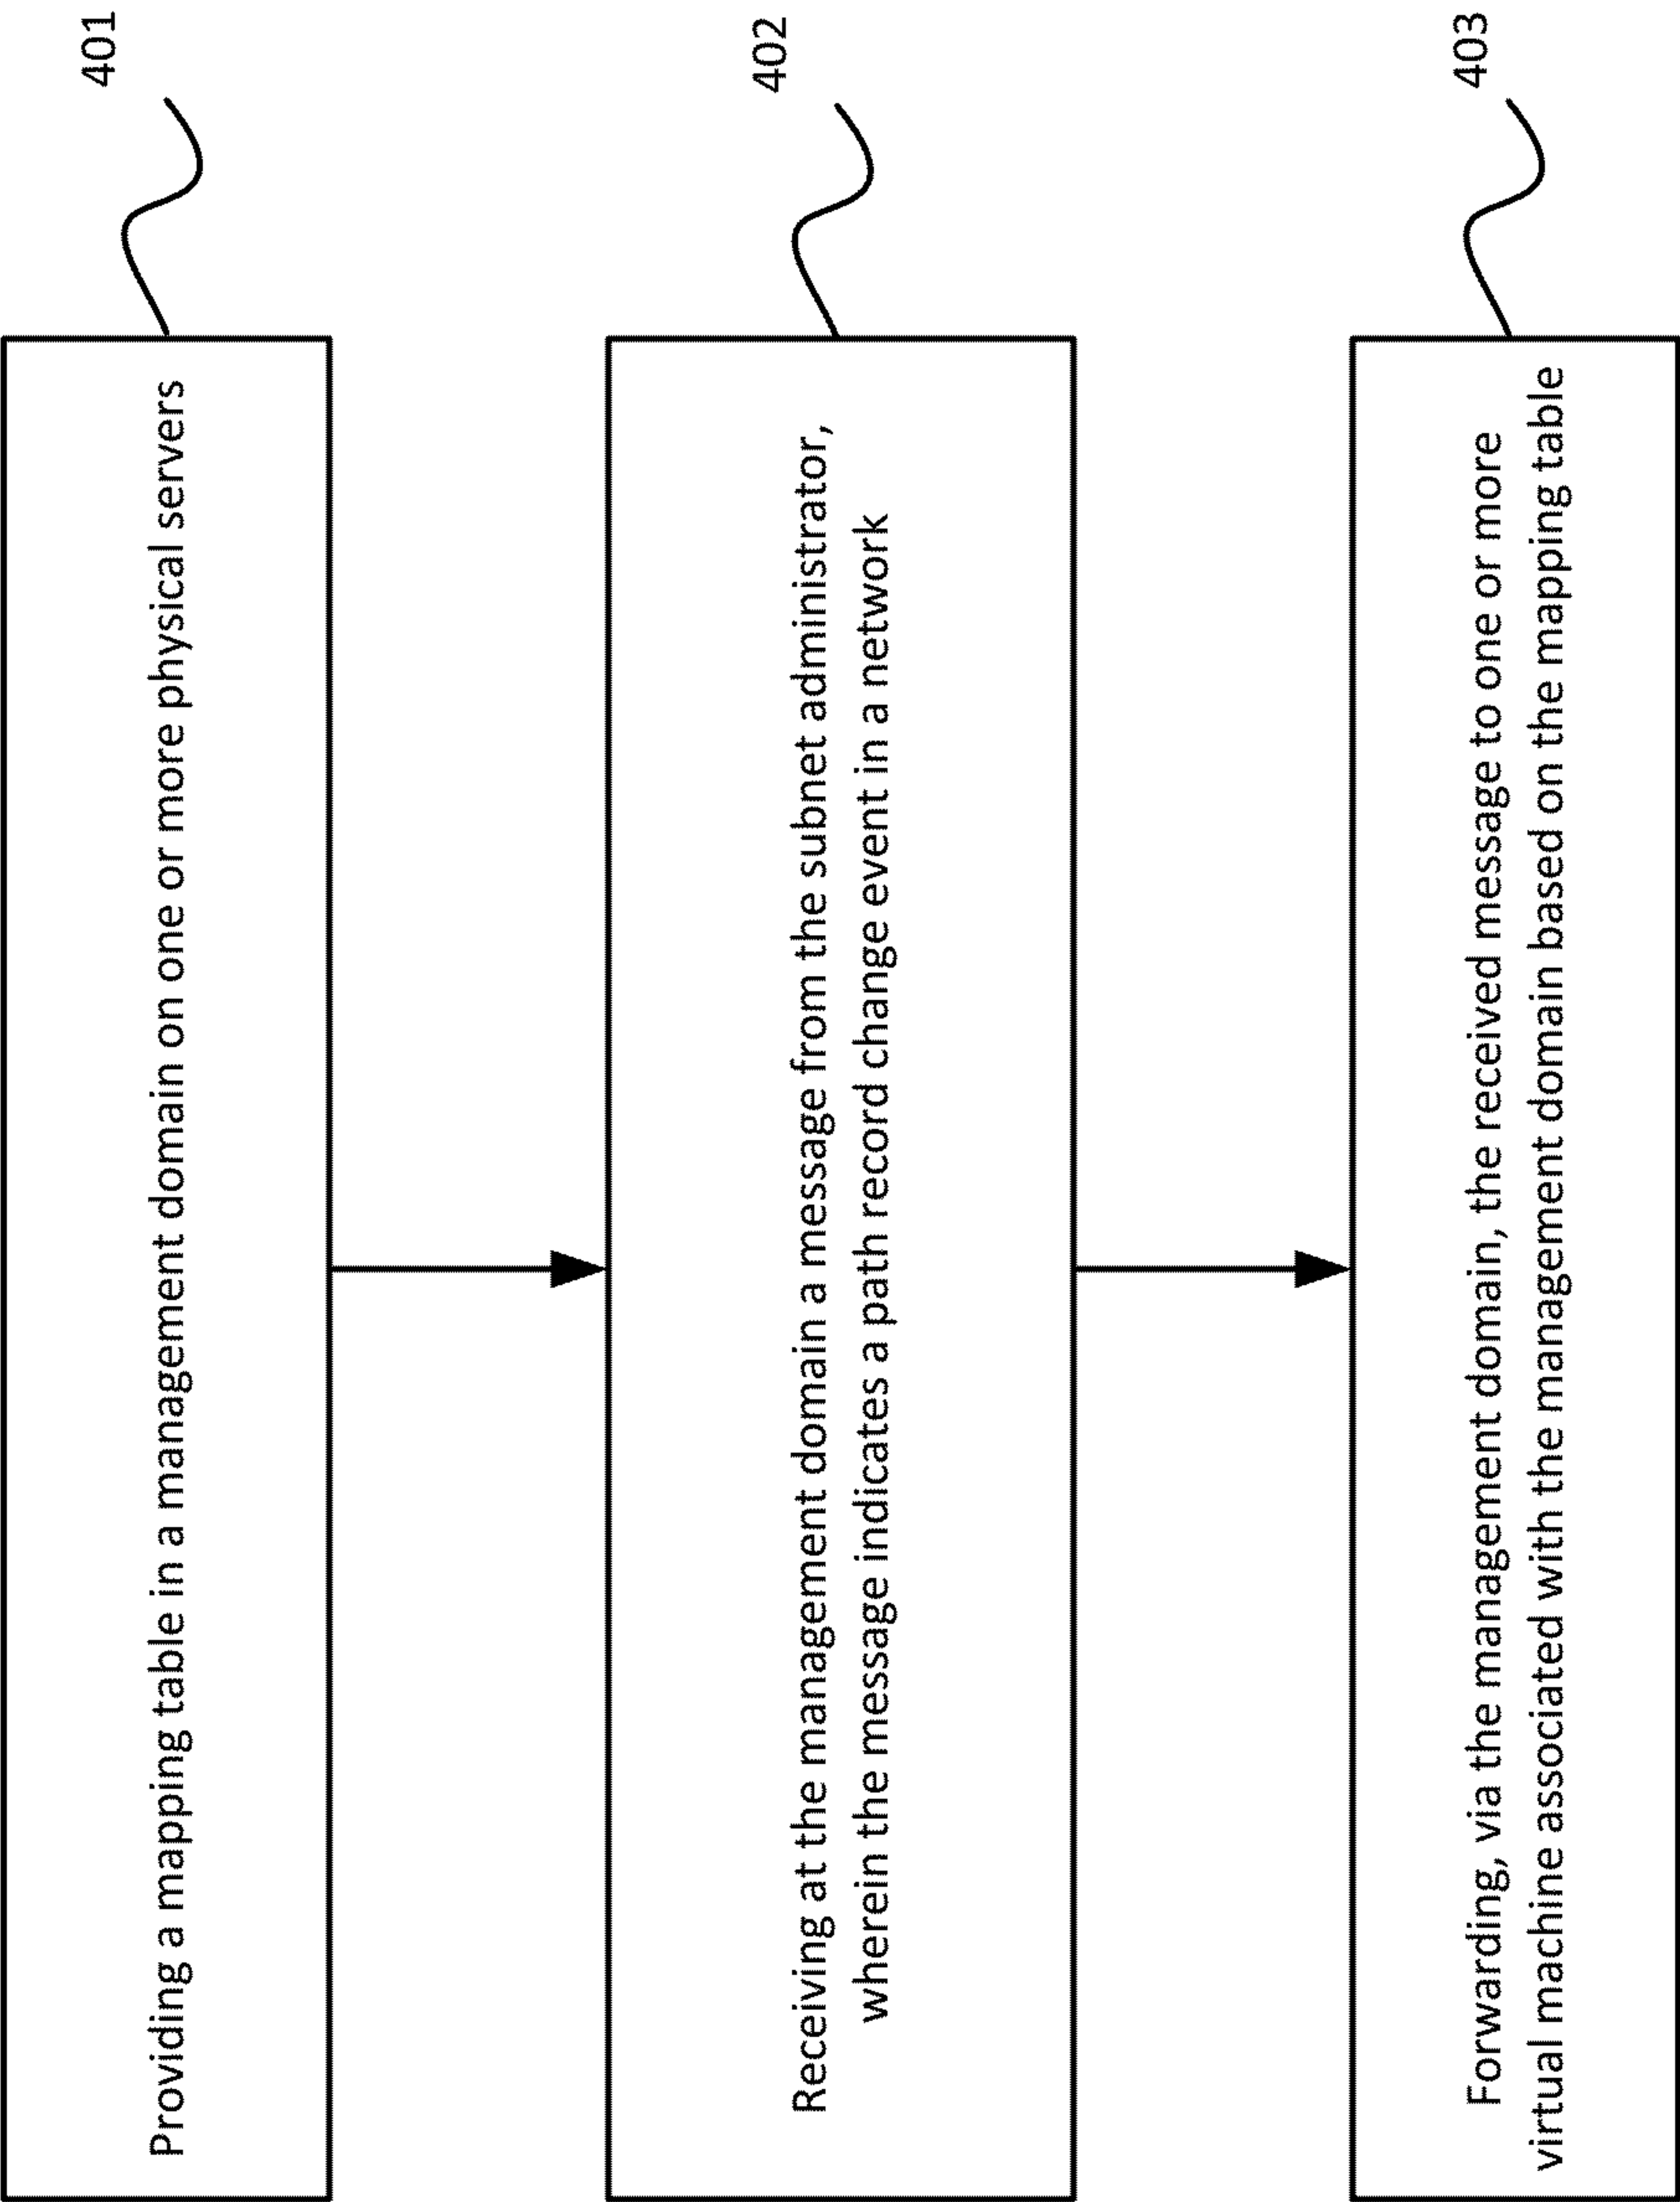 Providing a mapping table in a management domain on one or more physical servers
401
Receiving at the management domain a message from the subnet administrator,
wherein the message indicates a path record change event in a network
402
Forwarding, via the management domain, the received message to one or more
virtual machine associated with the management domain based on the mapping table
403